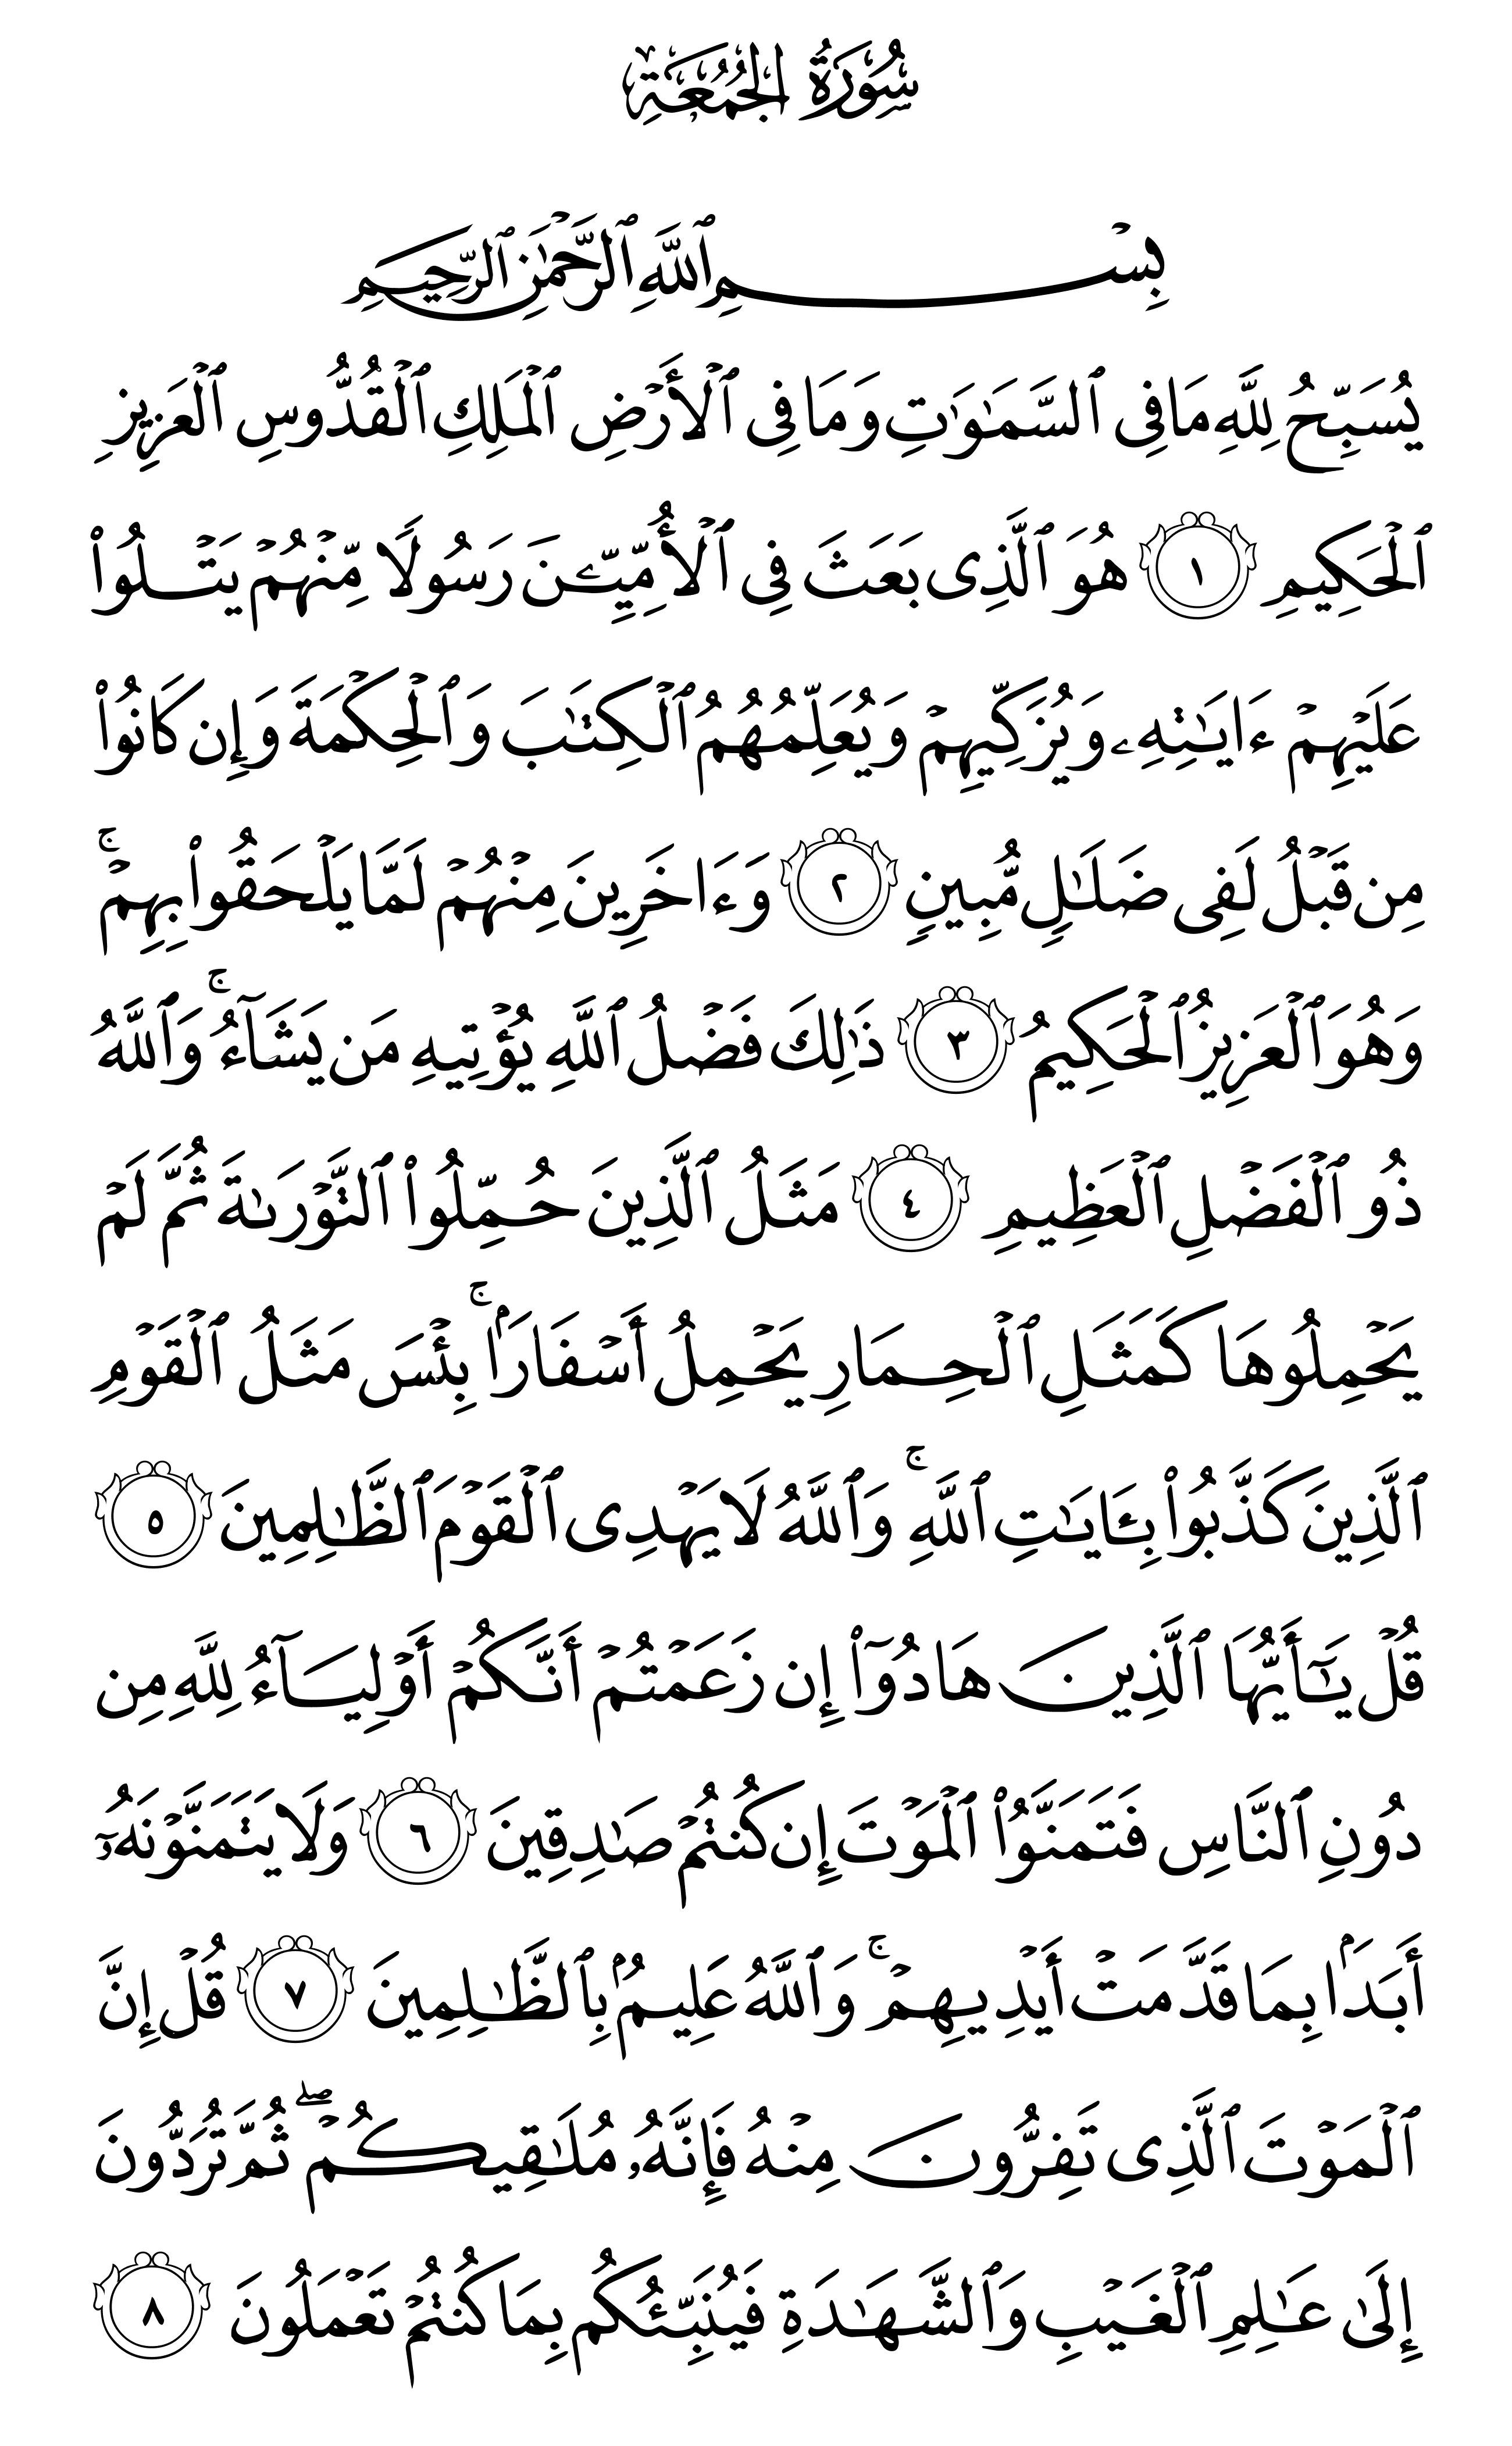 سُورَةُ الجُمُعَةِ
بِسۡمِ ٱللَّهِ ٱلرَّحۡمَٰنِ ٱلرَّحِيمِ
يُسَبِّحُ لِلَّهِ مَا فِي ٱلسَّمَٰوَٰتِ وَمَا فِي ٱلۡأَرۡضِ ٱلۡمَلِكِ ٱلۡقُدُّوسِ ٱلۡعَزِيزِ
ٱلۡحَكِيمِ ١ هُوَ ٱلَّذِي بَعَثَ فِي ٱلۡأُمِّيِّـۧنَ رَسُولٗا مِّنۡهُمۡ يَتۡلُواْ
عَلَيۡهِمۡ ءَايَٰتِهِۦ وَيُزَكِّيهِمۡ وَيُعَلِّمُهُمُ ٱلۡكِتَٰبَ وَٱلۡحِكۡمَةَ وَإِن كَانُواْ
مِن قَبۡلُ لَفِي ضَلَٰلٖ مُّبِينٖ ٢ وَءَاخَرِينَ مِنۡهُمۡ لَمَّا يَلۡحَقُواْ بِهِمۡۚ
وَهُوَ ٱلۡعَزِيزُ ٱلۡحَكِيمُ ٣ ذَٰلِكَ فَضۡلُ ٱللَّهِ يُؤۡتِيهِ مَن يَشَآءُۚ وَٱللَّهُ
ذُو ٱلۡفَضۡلِ ٱلۡعَظِيمِ ٤ مَثَلُ ٱلَّذِينَ حُمِّلُواْ ٱلتَّوۡرَىٰةَ ثُمَّ لَمۡ
يَحۡمِلُوهَا كَمَثَلِ ٱلۡحِمَارِ يَحۡمِلُ أَسۡفَارَۢاۚ بِئۡسَ مَثَلُ ٱلۡقَوۡمِ
ٱلَّذِينَ كَذَّبُواْ بِـَٔايَٰتِ ٱللَّهِۚ وَٱللَّهُ لَا يَهۡدِي ٱلۡقَوۡمَ ٱلظَّٰلِمِينَ ٥
قُلۡ يَٰٓأَيُّهَا ٱلَّذِينَ هَادُوٓاْ إِن زَعَمۡتُمۡ أَنَّكُمۡ أَوۡلِيَآءُ لِلَّهِ مِن
دُونِ ٱلنَّاسِ فَتَمَنَّوُاْ ٱلۡمَوۡتَ إِن كُنتُمۡ صَٰدِقِينَ ٦ وَلَا يَتَمَنَّوۡنَهُۥٓ
أَبَدَۢا بِمَا قَدَّمَتۡ أَيۡدِيهِمۡۚ وَٱللَّهُ عَلِيمُۢ بِٱلظَّٰلِمِينَ ٧ قُلۡ إِنَّ
ٱلۡمَوۡتَ ٱلَّذِي تَفِرُّونَ مِنۡهُ فَإِنَّهُۥ مُلَٰقِيكُمۡۖ ثُمَّ تُرَدُّونَ
إِلَىٰ عَٰلِمِ ٱلۡغَيۡبِ وَٱلشَّهَٰدَةِ فَيُنَبِّئُكُم بِمَا كُنتُمۡ تَعۡمَلُونَ ٨